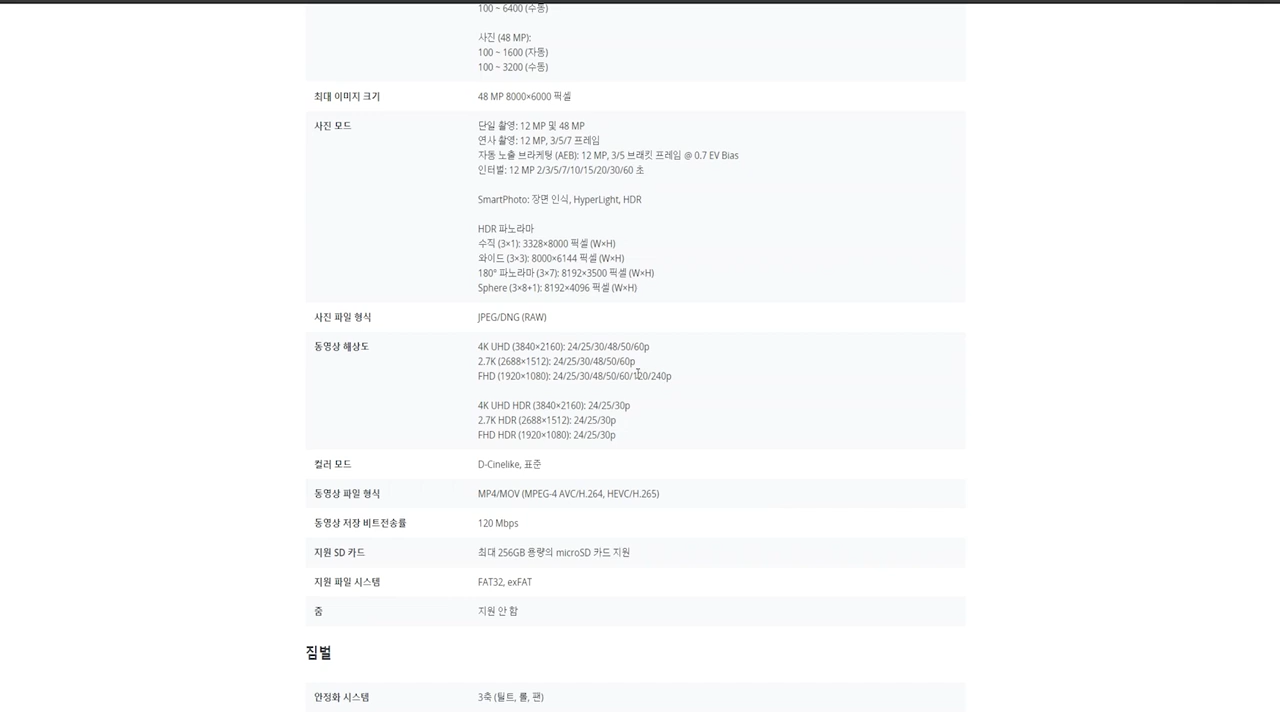 100 ~ 6400 (수동)
사진 (48 MP):
100 ~ 1600 (자동)
100 ~ 3200 (수동)
최대 이미지 크기
48 MP 8000×6000 픽셀
사진 모드
단일 촬영: 12 MP 및 48 MP
연사 촬영: 12 MP, 3/5/7 프레임
자동 노출 브라케팅 (AEB): 12 MP, 3/5 브래킷 프레임 @ 0.7 EV Bias
인터벌: 12 MP 2/3/5/7/10/15/20/30/60 초
SmartPhoto: 장면 인식, HyperLight, HDR
HDR 파노라마
수직 (3×1): 3328×8000 픽셀 (W×H)
와이드 (3×3): 8000×6144 픽셀 (W×H)
180° 파노라마 (3×7): 8192×3500 픽셀 (W×H)
Sphere (3×8+1): 8192×4096 픽셀 (W×H)
사진 파일 형식
JPEG/DNG (RAW)
동영상 해상도
4K UHD (3840×2160): 24/25/30/48/50/60p
2.7K (2688×1512): 24/25/30/48/50/60p
FHD (1920×1080): 24/25/30/48/50/60/120/240p
4K UHD HDR (3840×2160): 24/25/30p
2.7K HDR (2688×1512): 24/25/30p
FHD HDR (1920×1080): 24/25/30p
컬러 모드
D-Cinelike, 표준
동영상 파일 형식
MP4/MOV (MPEG-4 AVC/H.264, HEVC/H.265)
동영상 저장 비트전송률
120 Mbps
지원 SD 카드
최대 256GB 용량의 microSD 카드 지원
지원 파일 시스템
FAT32, exFAT
줌
지원 안 함
짐벌
안정화 시스템
3축 (틸트, 롤, 팬)